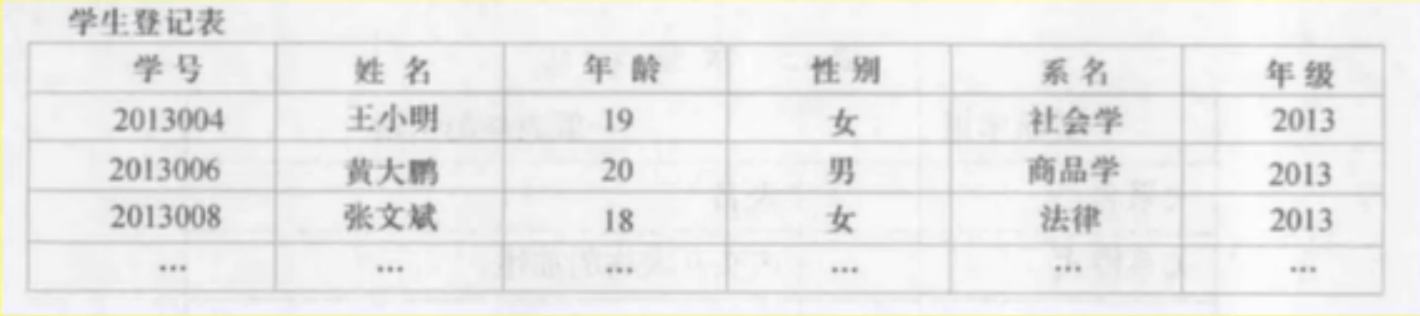 学生登记表
学号 姓名 年龄 性别 系名 年级
2013004 王小明 19 女 社会学 2013
2013006 黄大鹏 20 男 商品学 2013
2013008 张文斌 18 女 法律 2013
… … … … … …